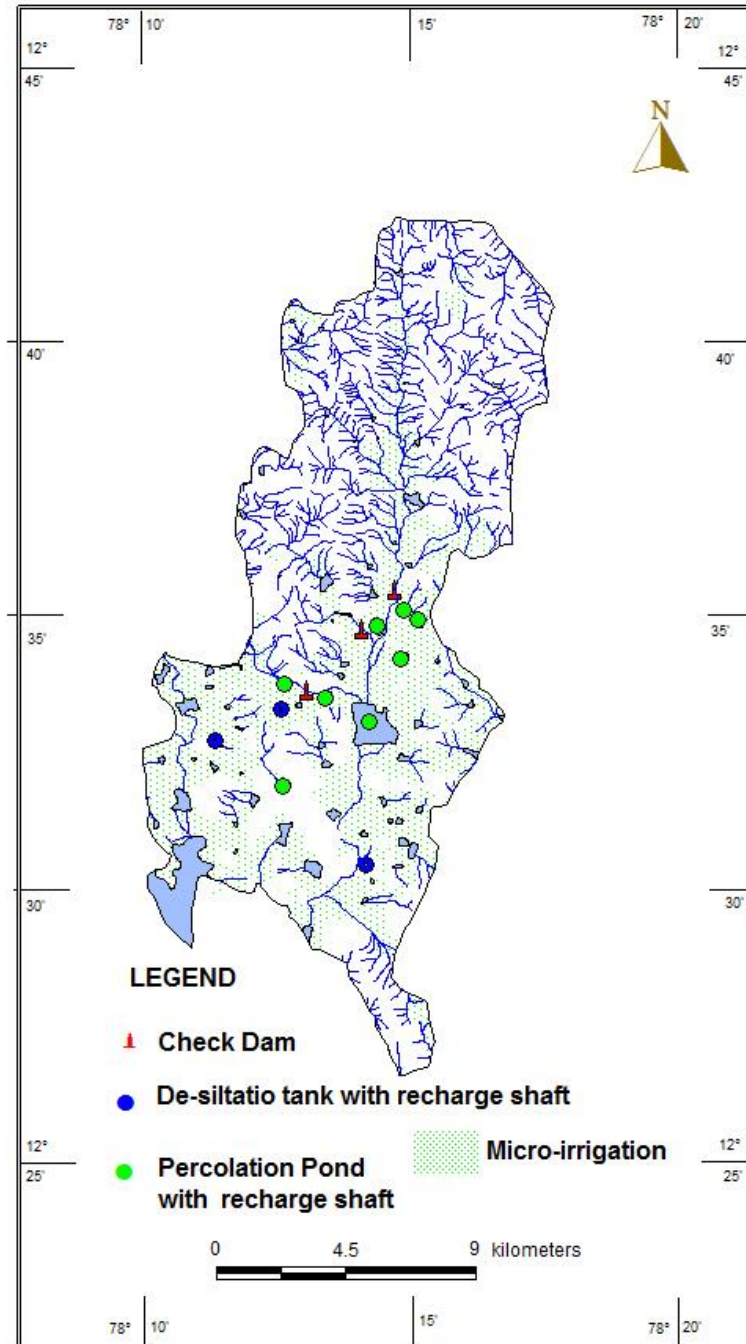 78° 10' 15' 78° 20'
12° 12°
45' 45'
N
40' 40'
35' 35'
30' 30'
LEGEND
Check Dam
De-siltatio tank with recharge shaft
Micro-irrigation
Percolation Pond
with recharge shaft
12° 12°
25' 25'
0 4.5 9 kilometers
78° 10' 15' 78° 20'